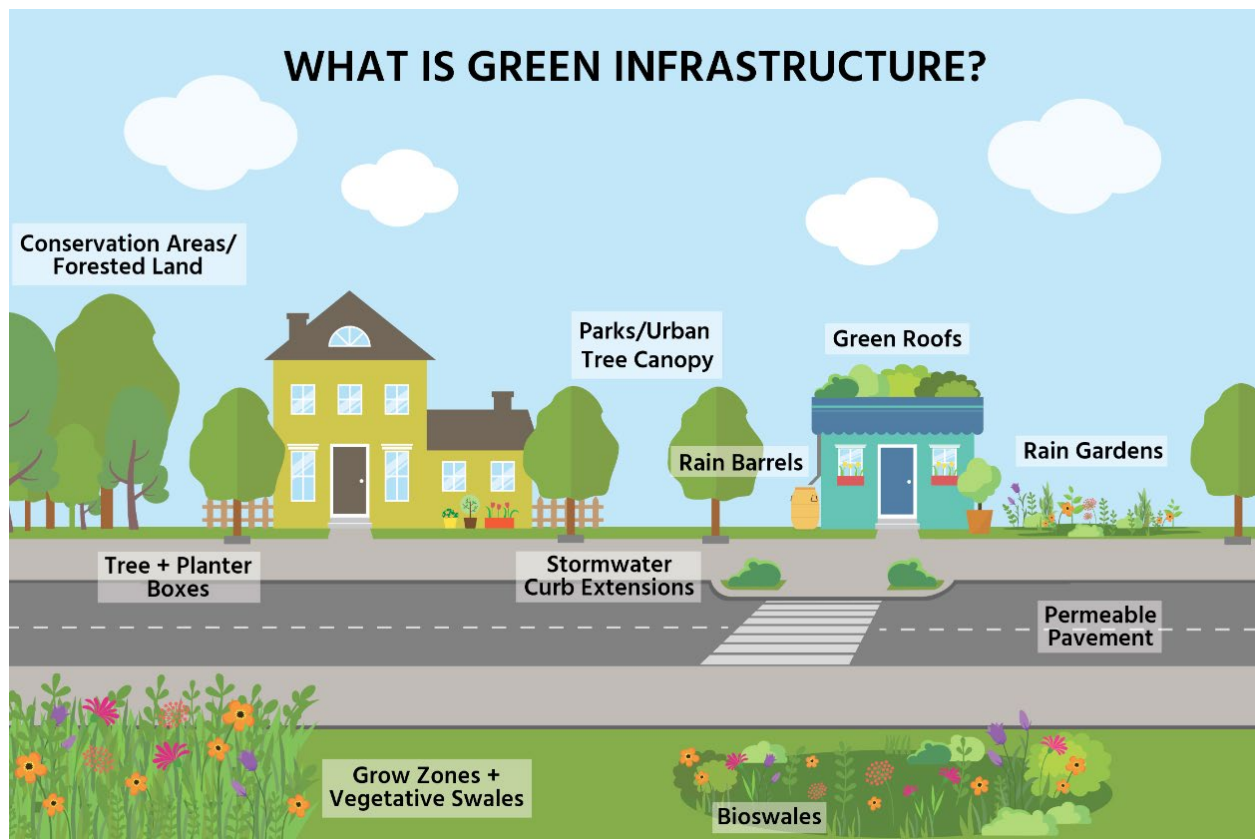 WHAT IS GREEN INFRASTRUCTURE?
Conservation Areas/
Forested Land
Parks/Urban
Tree Canopy
Green Roofs
Rain Barrels
Rain Gardens
Tree + Planter
Boxes
Stormwater
Curb Extensions
Permeable
Pavement
Grow Zones +
Vegetative Swales
Bioswales